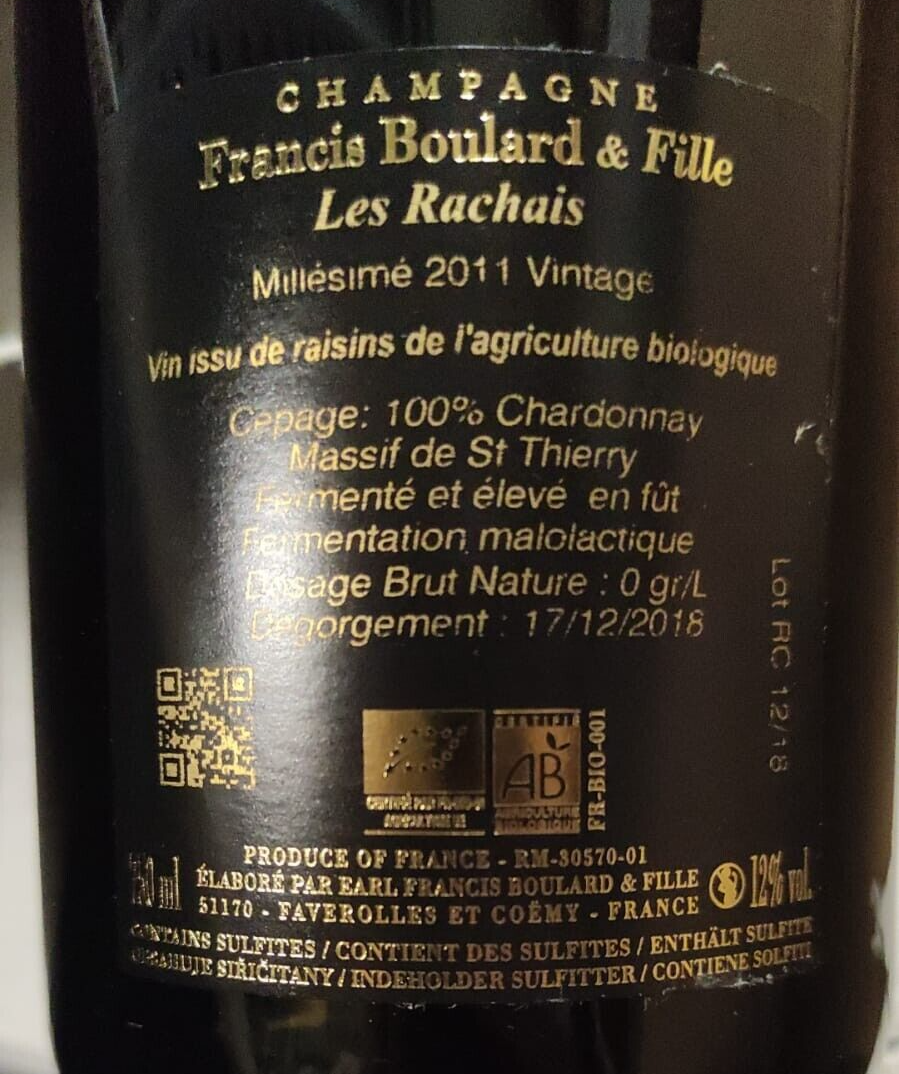 CHAMPAGNE
Francis Boulard & Fille
Les Rachais
Millésimé 2011 Vintage
Vin issu de raisins de l'agriculture biologique
Cepage: 100% Chardonnay
Massif de St Thierry
Fermenté et élevé en fût
Fermentation malolactique
Dosage Brut Nature : 0 gr/L
Dégorgement : 17/12/2018
Lot RC 12/18
CERTIFIÉ
AB
AGRICULTURE
BIOLOGIQUE
FR-BIO-001
PRODUCE OF FRANCE - RM-30570-01
ÉLABORÉ PAR EARL FRANCIS BOULARD & FILLE
51170 - FAVEROLLES ET COËMY - FRANCE
750 ml
12% vol.
CONTAINS SULFITES / CONTIENT DES SULFITES / ENTHÄLT SULFITE
SIŘIČITANY / INDEHOLDER SULFITTER / CONTIENE SOLFITI